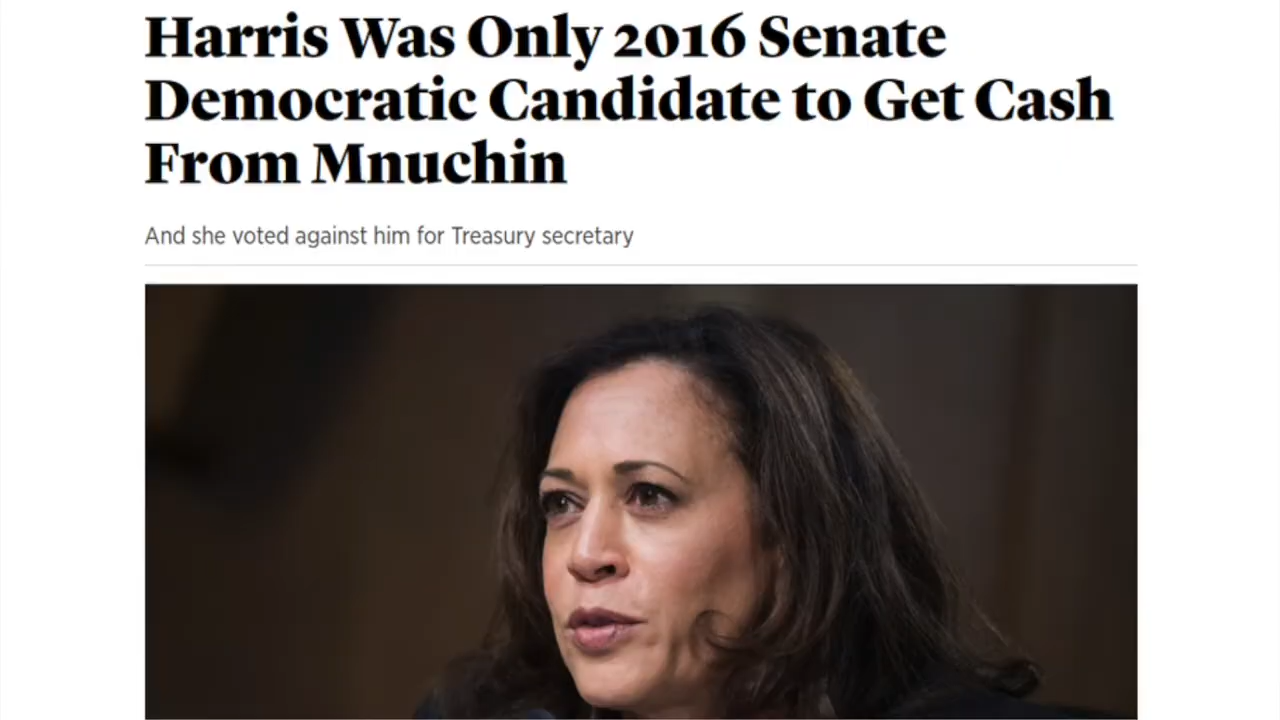 Harris Was Only 2016 Senate
Democratic Candidate to Get Cash
From Mnuchin
And she voted against him for Treasury secretary